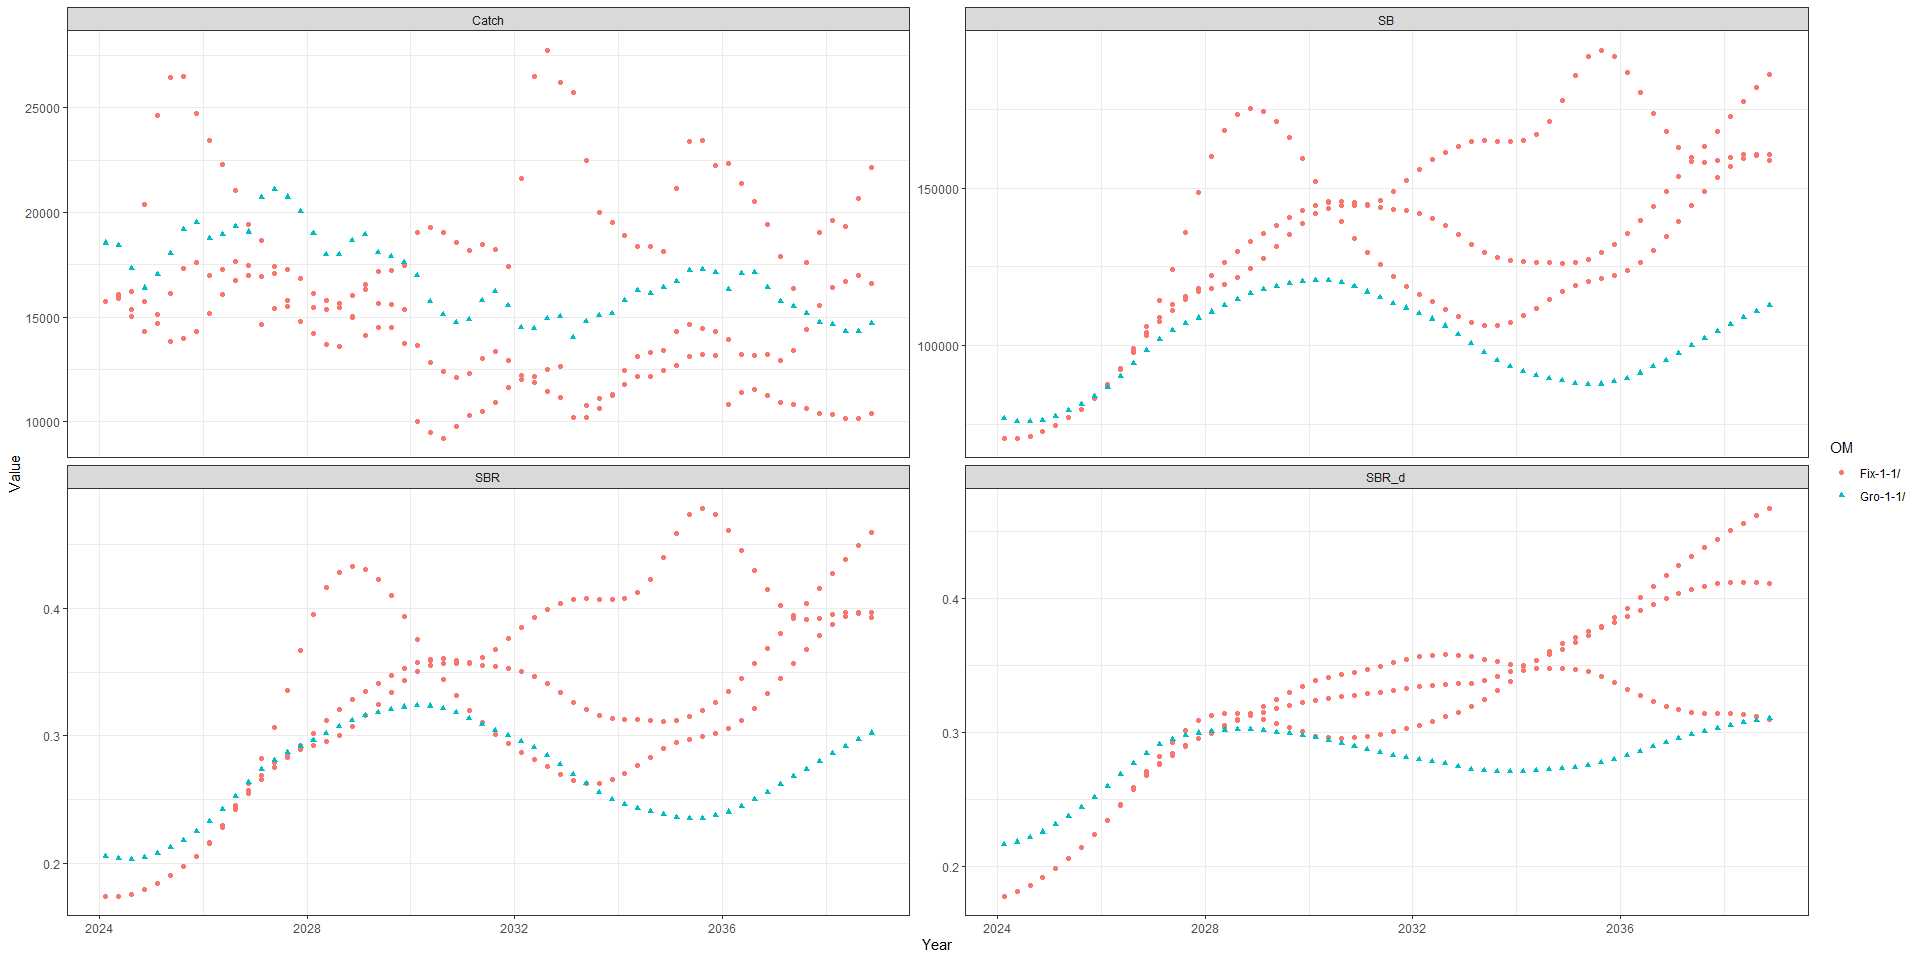 Catch
SB
25000
20000
15000
10000
150000
100000
Value
OM
Fix-1-1/
Gro-1-1/
SBR
SBR_d
0.4
0.3
0.2
0.4
0.3
0.2
2024 2028 2032 2036
2024 2028 2032 2036
Year